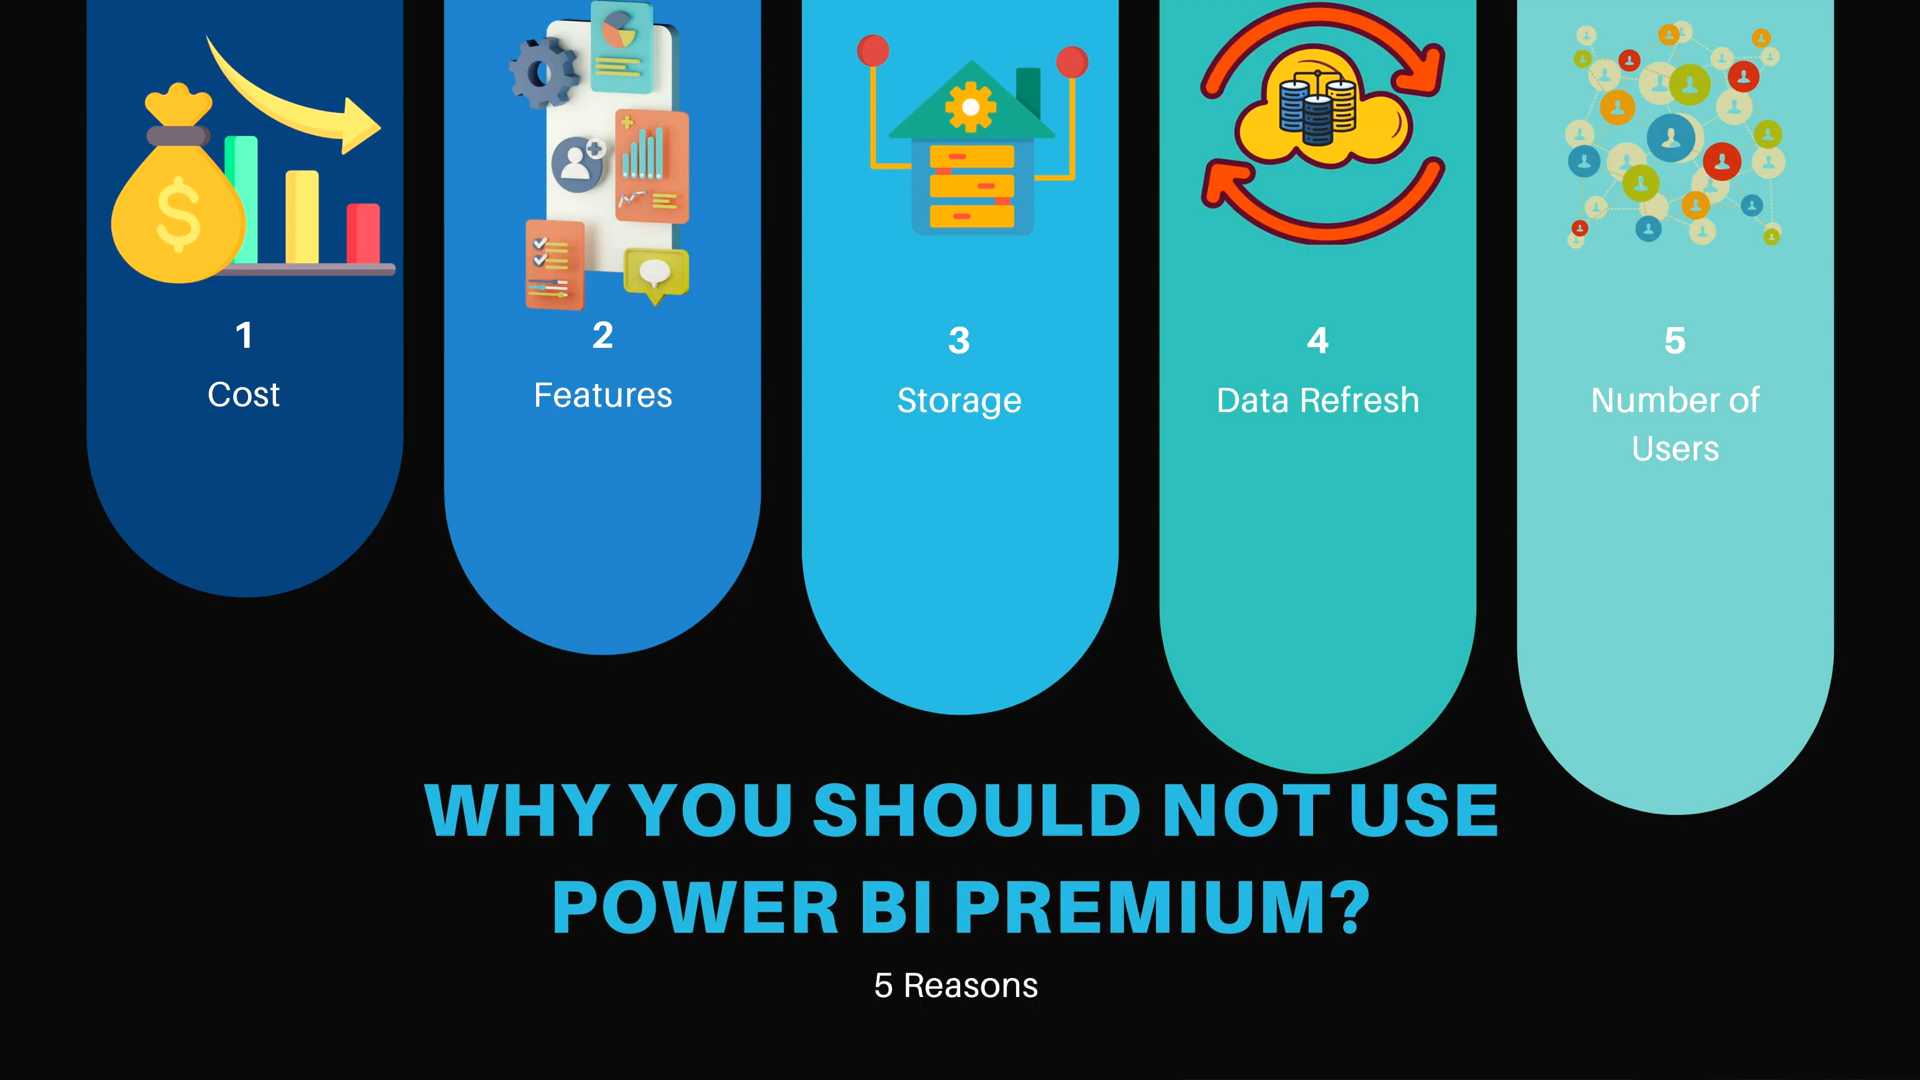 1
Cost
2
Features
3
Storage
4
Data Refresh
5
Number of
Users
WHY YOU SHOULD NOT USE
POWER BI PREMIUM?
5 Reasons